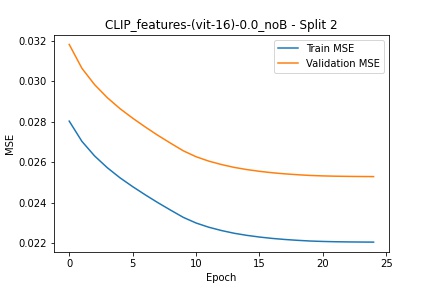 CLIP_features-(vit-16)-0.0_noB - Split 2
Train MSE
Validation MSE
MSE
0.032
0.030
0.028
0.026
0.024
0.022
0 5 10 15 20 25
Epoch